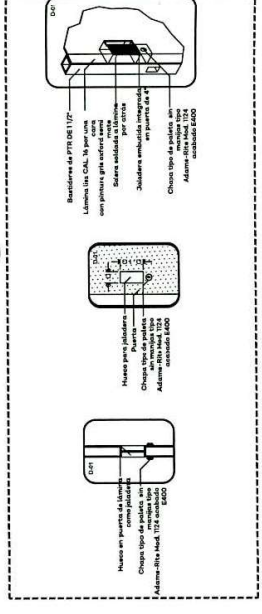 D-01
Hueco en puerta de lámina
como jaladera
Chapa tipo de paleta sin
manijas tipo
Adams-Rite Mod. 1124 acabado
E400
D-01
Hueco para jaladera
Puerta
Chapa tipo de paleta
sin manijas tipo
Adams-Rite Mod. 1124
acabado E400
D-01
Bastidores de PTR DE 1 1/2"
Lámina lisa CAL. 14 por una
cara
con pintura gris oxford semi
mate
Solera soldada a lámina
por atrás
Jaladera embutida integrada
en puerta de 4"
Chapa tipo de paleta sin
manijas tipo
Adams-Rite Mod. 1124
acabado E400